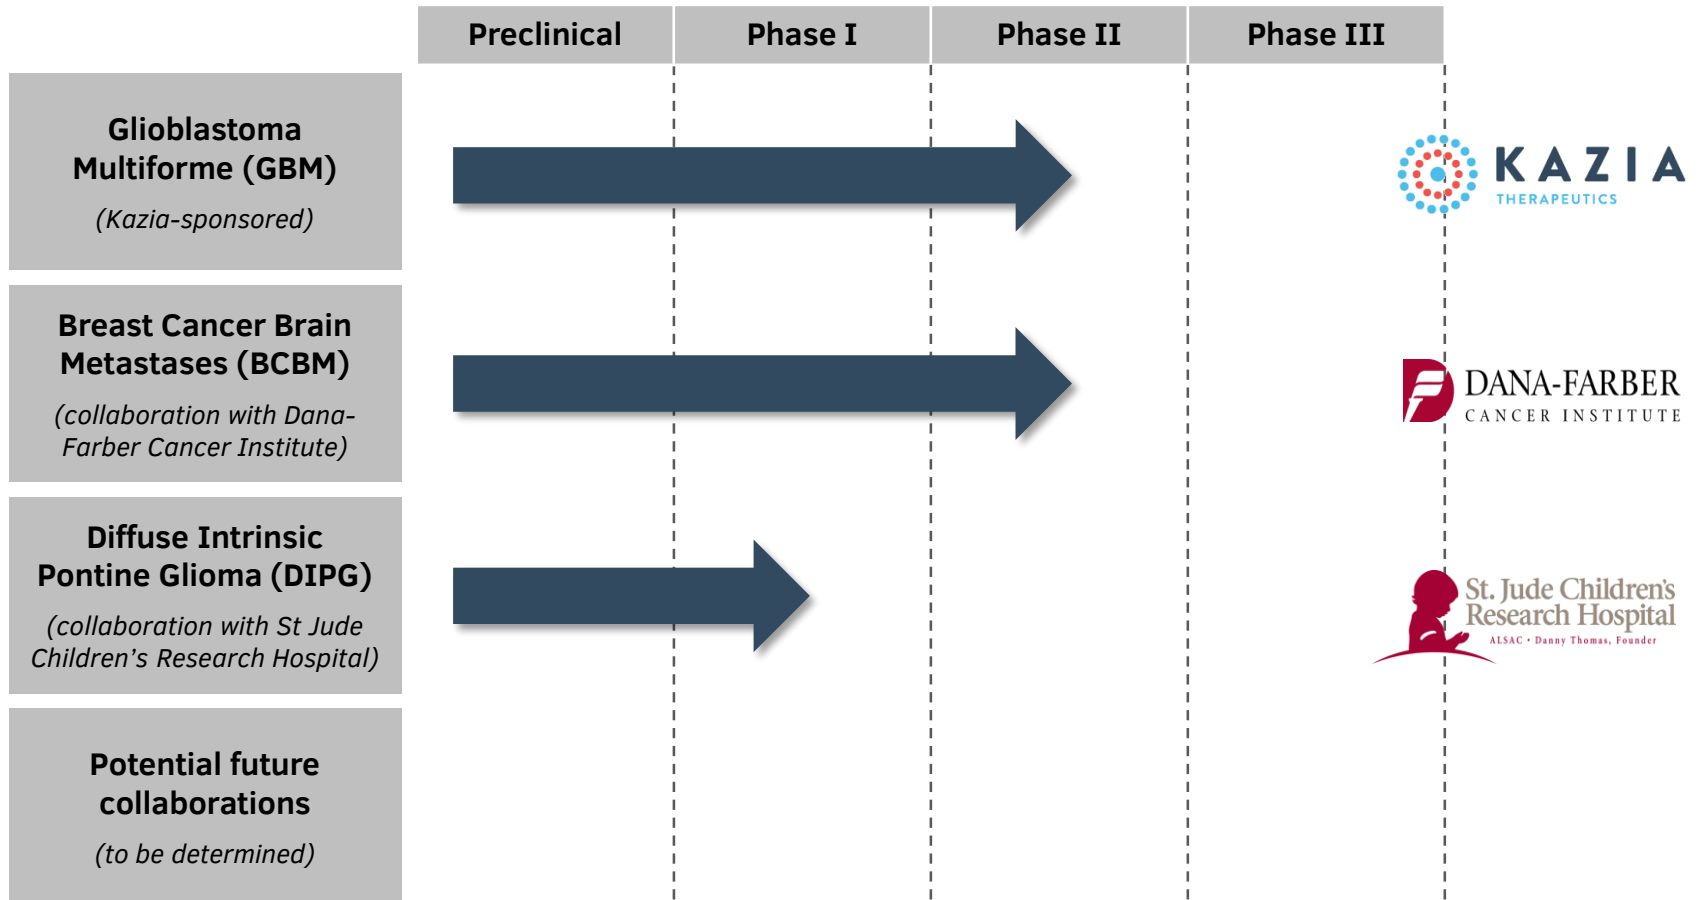 Preclinical
Phase I
Phase II
Phase III
Glioblastoma
Multiforme (GBM)
(Kazia-sponsored)
KAZIA
THERAPEUTICS
Breast Cancer Brain
Metastases (BCBM)
(collaboration with Dana-
Farber Cancer Institute)
DANA-FARBER
CANCER INSTITUTE
Diffuse Intrinsic
Pontine Glioma (DIPG)
(collaboration with St Jude
Children’s Research Hospital)
St. Jude Children's
Research Hospital
ALSAC • Danny Thomas, Founder
Potential future
collaborations
(to be determined)